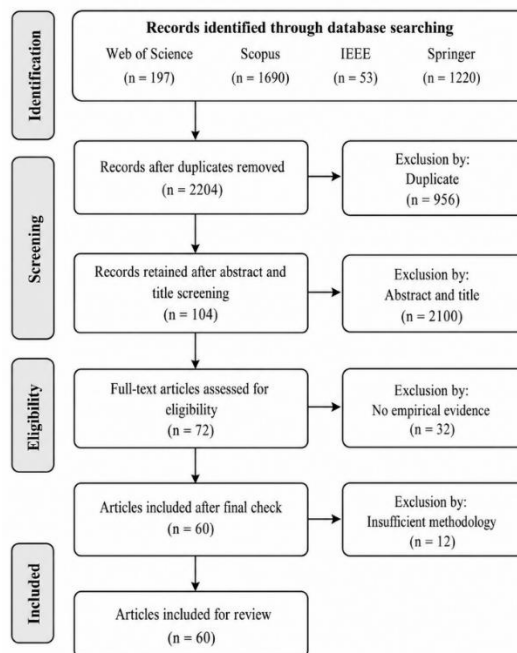 Identification
Records identified through database searching
Web of Science Scopus IEEE Springer
(n = 197) (n = 1690) (n = 53) (n = 1220)
Screening
Records after duplicates removed
(n = 2204)
Exclusion by:
Duplicate
(n = 956)
Records retained after abstract and
title screening
(n = 104)
Exclusion by:
Abstract and title
(n = 2100)
Eligibility
Full-text articles assessed for
eligibility
(n = 72)
Exclusion by:
No empirical evidence
(n = 32)
Articles included after final check
(n = 60)
Exclusion by:
Insufficient methodology
(n = 12)
Included
Articles included for review
(n = 60)